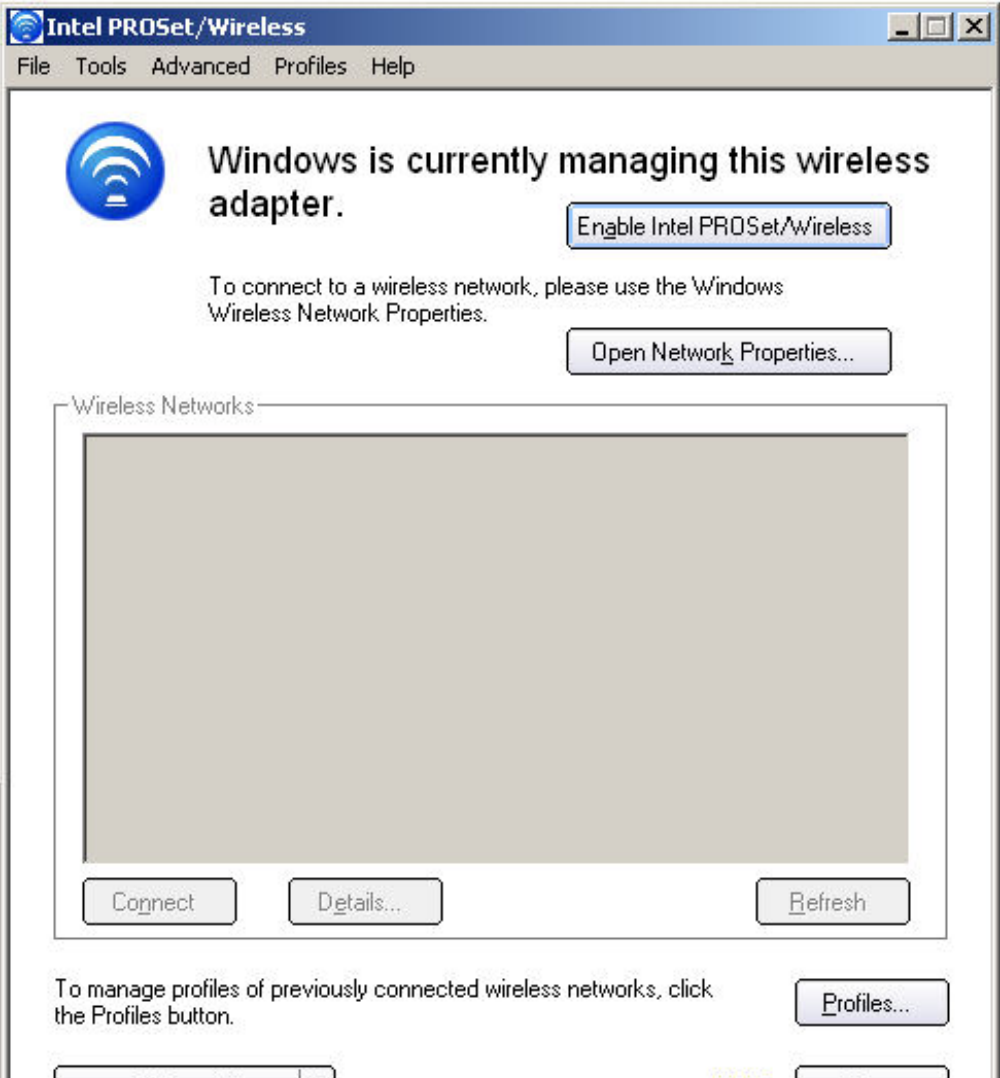 Intel PROSet/Wireless
File Tools Advanced Profiles Help
Windows is currently managing this wireless
adapter.
Enable Intel PROSet/Wireless
To connect to a wireless network, please use the Windows
Wireless Network Properties.
Open Network Properties...
Wireless Networks
Connect Details... Refresh
To manage profiles of previously connected wireless networks, click
the Profiles button.
Profiles...